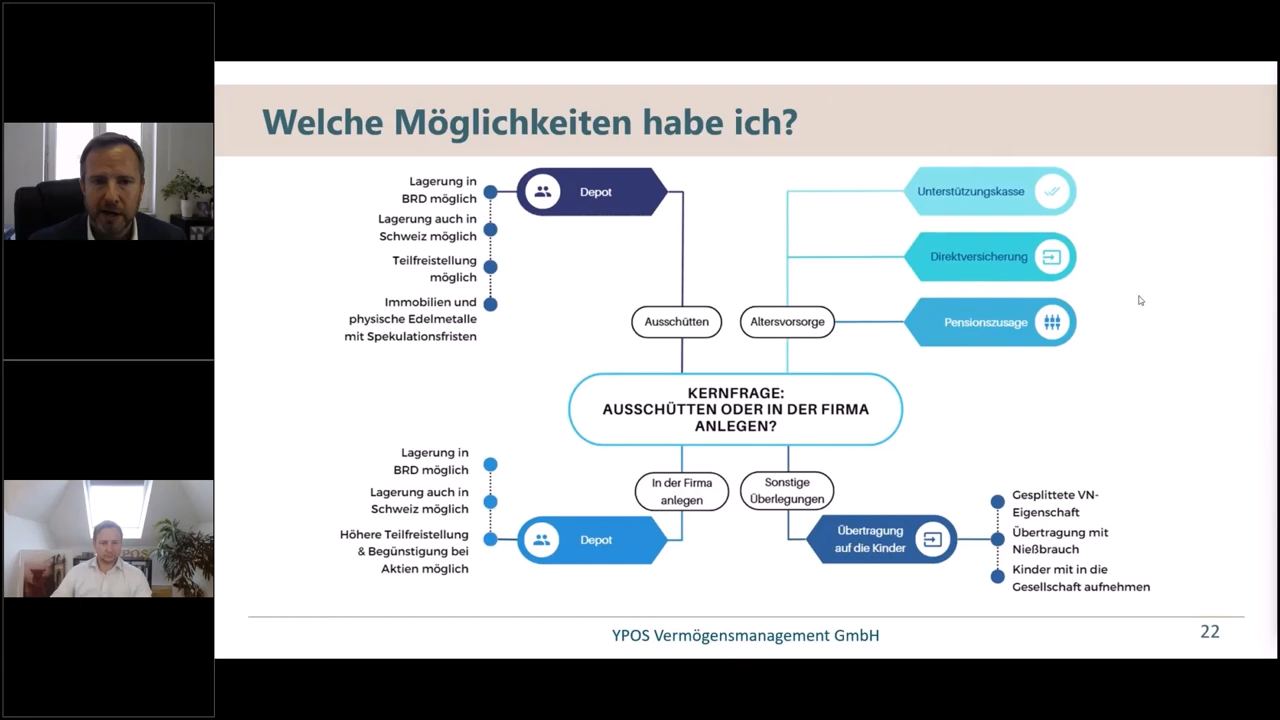 Welche Möglichkeiten habe ich?
Lagerung in
BRD möglich
Lagerung auch in
Schweiz möglich
Teilfreistellung
möglich
Immobilien und
physische Edelmetalle
mit Spekulationsfristen
Depot
Ausschütten
Altersvorsorge
Unterstützungskasse
Direktversicherung
Pensionszusage
KERNFRAGE:
AUSSCHÜTTEN ODER IN DER FIRMA
ANLEGEN?
Lagerung in
BRD möglich
Lagerung auch in
Schweiz möglich
Höhere Teilfreistellung
& Begünstigung bei
Aktien möglich
Depot
In der Firma
anlegen
Sonstige
Überlegungen
Übertragung
auf die Kinder
Gesplittete VN-
Eigenschaft
Übertragung mit
Nießbrauch
Kinder mit in die
Gesellschaft aufnehmen
YPOS Vermögensmanagement GmbH
22